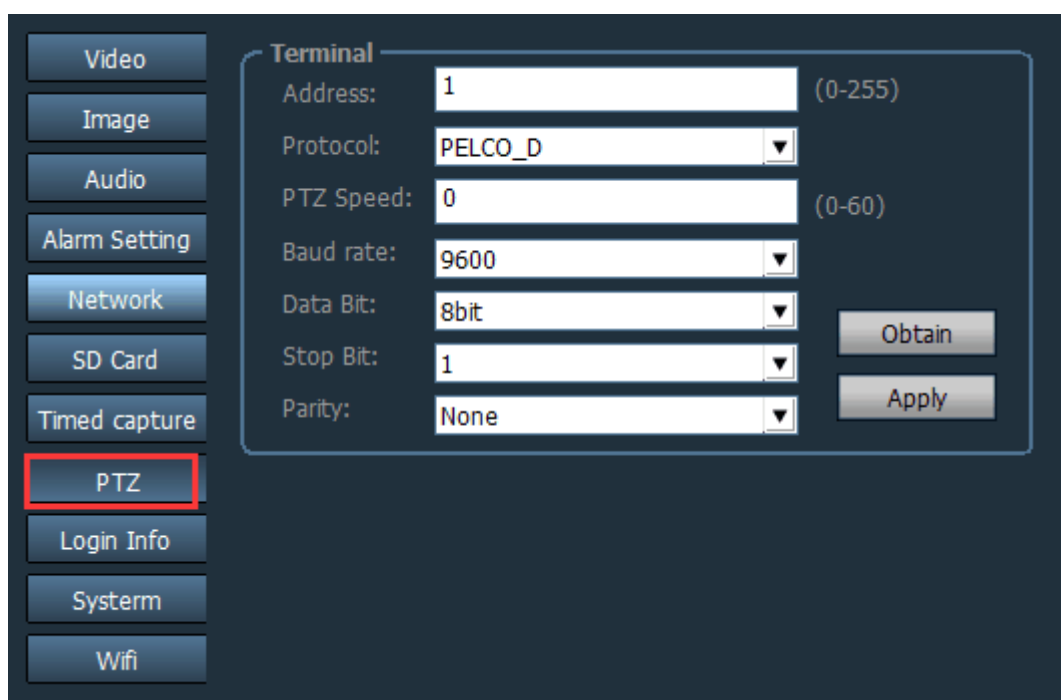 Video
Image
Audio
Alarm Setting
Network
SD Card
Timed capture
PTZ
Login Info
Systerm
Wifi
Terminal
Address: 1 (0-255)
Protocol: PELCO_D
PTZ Speed: 0 (0-60)
Baud rate: 9600
Data Bit: 8bit
Stop Bit: 1
Parity: None
Obtain
Apply